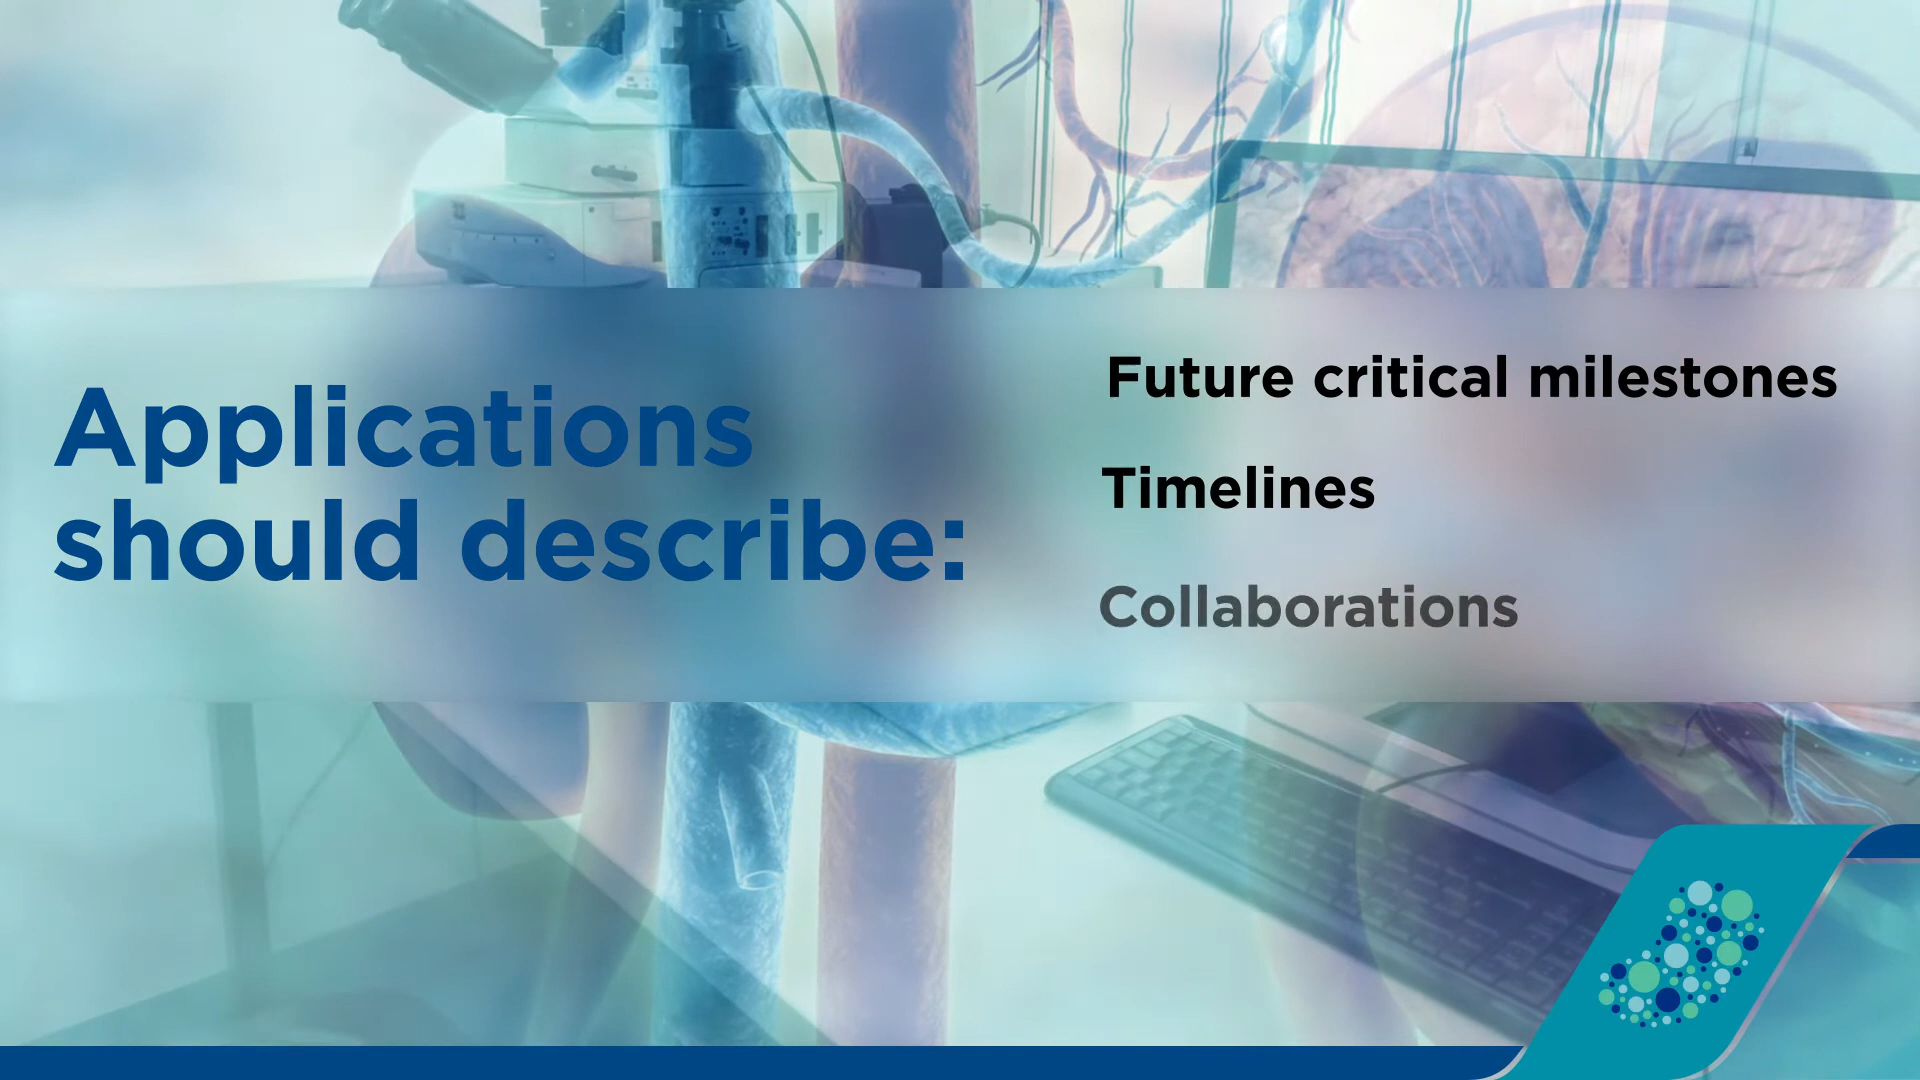 Applications
should describe:
Future critical milestones
Timelines
Collaborations